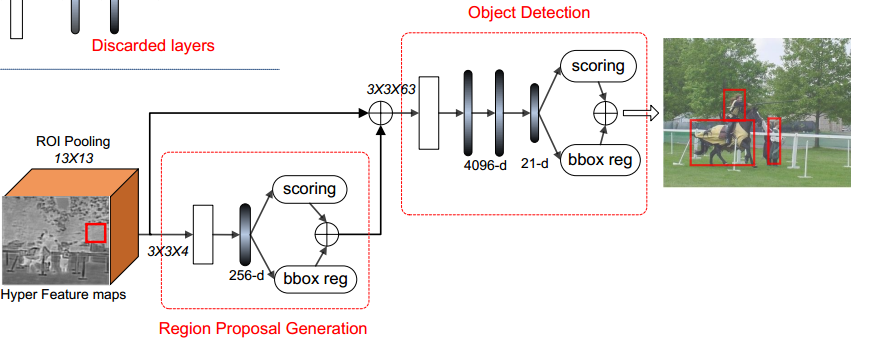 Object Detection
Discarded layers
3X3X63
scoring
ROI Pooling
13X13
4096-d
21-d
bbox reg
scoring
3X3X4
256-d
bbox reg
Hyper Feature maps
Region Proposal Generation